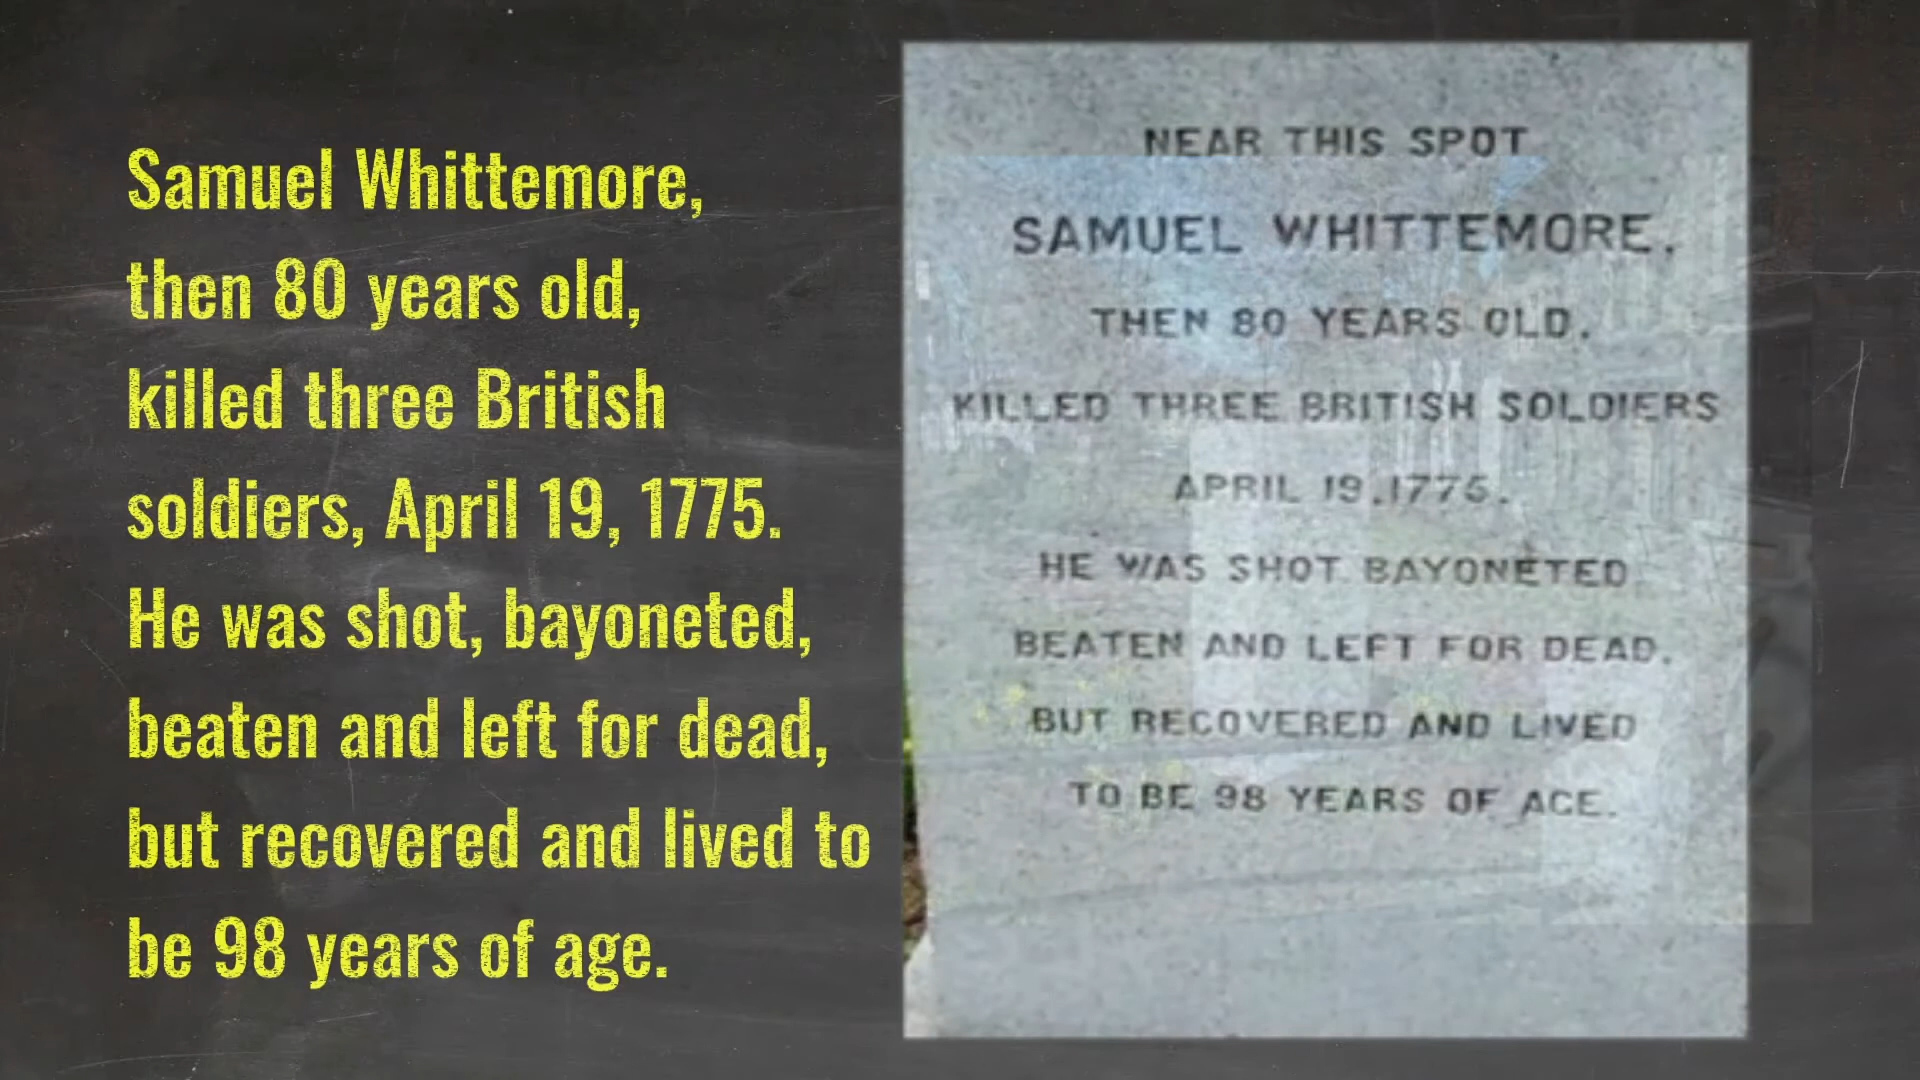 Samuel Whittemore,
then 80 years old,
killed three British
soldiers, April 19, 1775.
He was shot, bayoneted,
beaten and left for dead,
but recovered and lived to
be 98 years of age.
NEAR THIS SPOT
SAMUEL WHITTEMORE.
THEN 80 YEARS OLD.
KILLED THREE BRITISH SOLDIERS
APRIL 19.1775.
HE WAS SHOT BAYONETED.
BEATEN AND LEFT FOR DEAD.
BUT RECOVERED AND LIVED
TO BE 98 YEARS OF AGE.